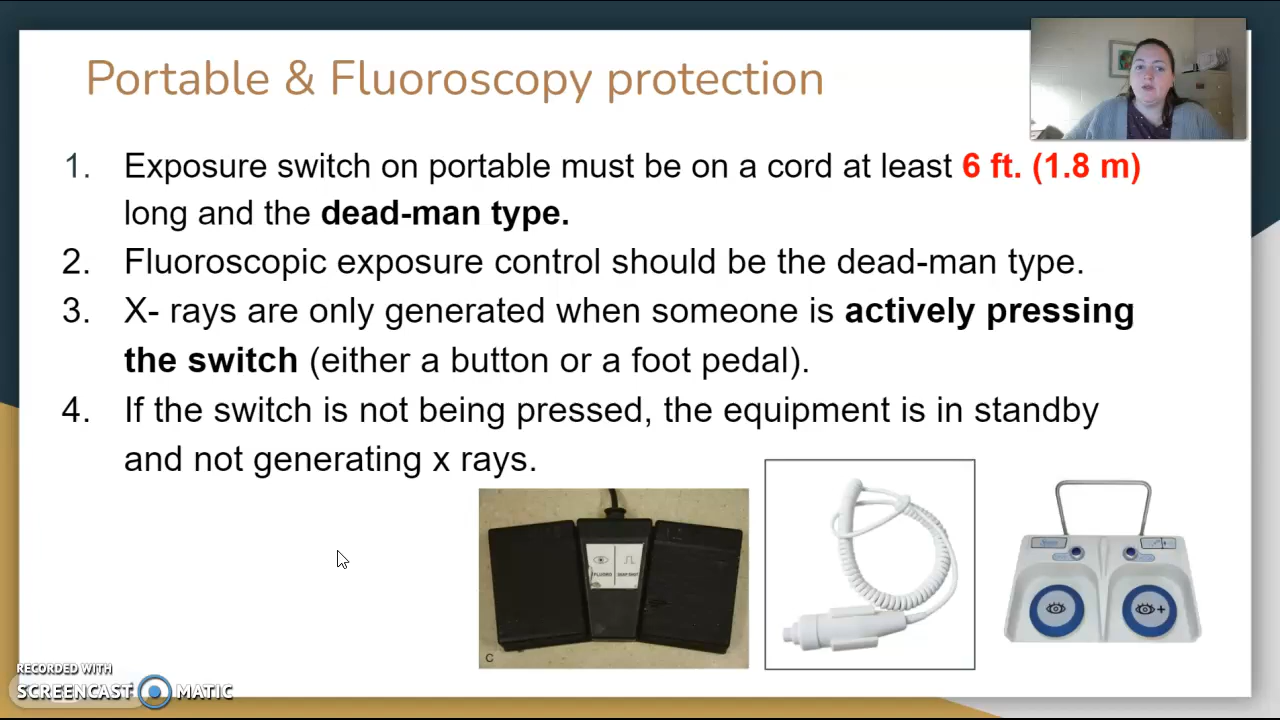 Portable & Fluoroscopy protection
1. Exposure switch on portable must be on a cord at least 6 ft. (1.8 m)
long and the dead-man type.
2. Fluoroscopic exposure control should be the dead-man type.
3. X- rays are only generated when someone is actively pressing
the switch (either a button or a foot pedal).
4. If the switch is not being pressed, the equipment is in standby
and not generating x rays.
C
RECORDED WITH
SCREENCAST MATIC